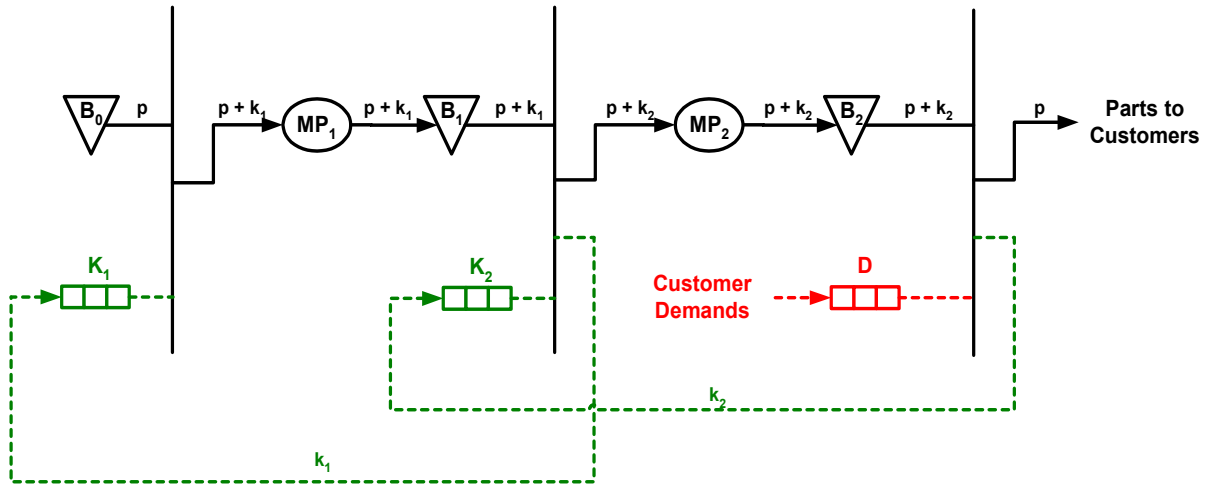 B₀
p
p + k₁
MP₁
p + k₁
B₁
p + k₁
p + k₂
MP₂
p + k₂
B₂
p + k₂
p
Parts to
Customers
K₁
K₂
Customer
Demands
D
k₂
k₁